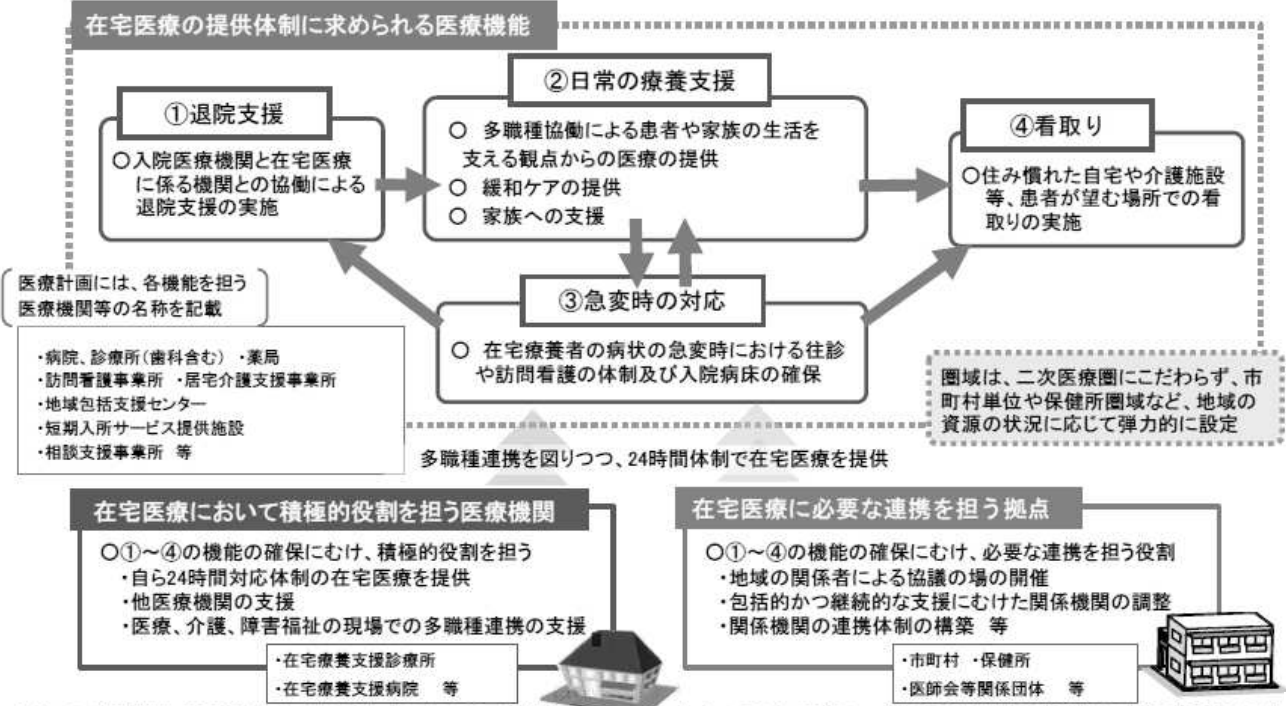 在宅医療の提供体制に求められる医療機能
①退院支援
○入院医療機関と在宅医療
に係る機関との協働による
退院支援の実施
②日常の療養支援
○ 多職種協働による患者や家族の生活を
支える観点からの医療の提供
○ 緩和ケアの提供
○ 家族への支援
④看取り
○住み慣れた自宅や介護施設
等、患者が望む場所での看
取りの実施
③急変時の対応
○ 在宅療養者の病状の急変時における往診
や訪問看護の体制及び入院病床の確保
医療計画には、各機能を担う
医療機関等の名称を記載
・病院、診療所(歯科含む) ・薬局
・訪問看護事業所 ・居宅介護支援事業所
・地域包括支援センター
・短期入所サービス提供施設
・相談支援事業所 等
圏域は、二次医療圏にこだわらず、市
町村単位や保健所圏域など、地域の
資源の状況に応じて弾力的に設定
多職種連携を図りつつ、24時間体制で在宅医療を提供
在宅医療において積極的役割を担う医療機関
○①～④の機能の確保にむけ、積極的役割を担う
・自ら24時間対応体制の在宅医療を提供
・他医療機関の支援
・医療、介護、障害福祉の現場での多職種連携の支援
・在宅療養支援診療所
・在宅療養支援病院 等
在宅医療に必要な連携を担う拠点
○①～④の機能の確保にむけ、必要な連携を担う役割
・地域の関係者による協議の場の開催
・包括的かつ継続的な支援にむけた関係機関の調整
・関係機関の連携体制の構築 等
・市町村 ・保健所
・医師会等関係団体 等